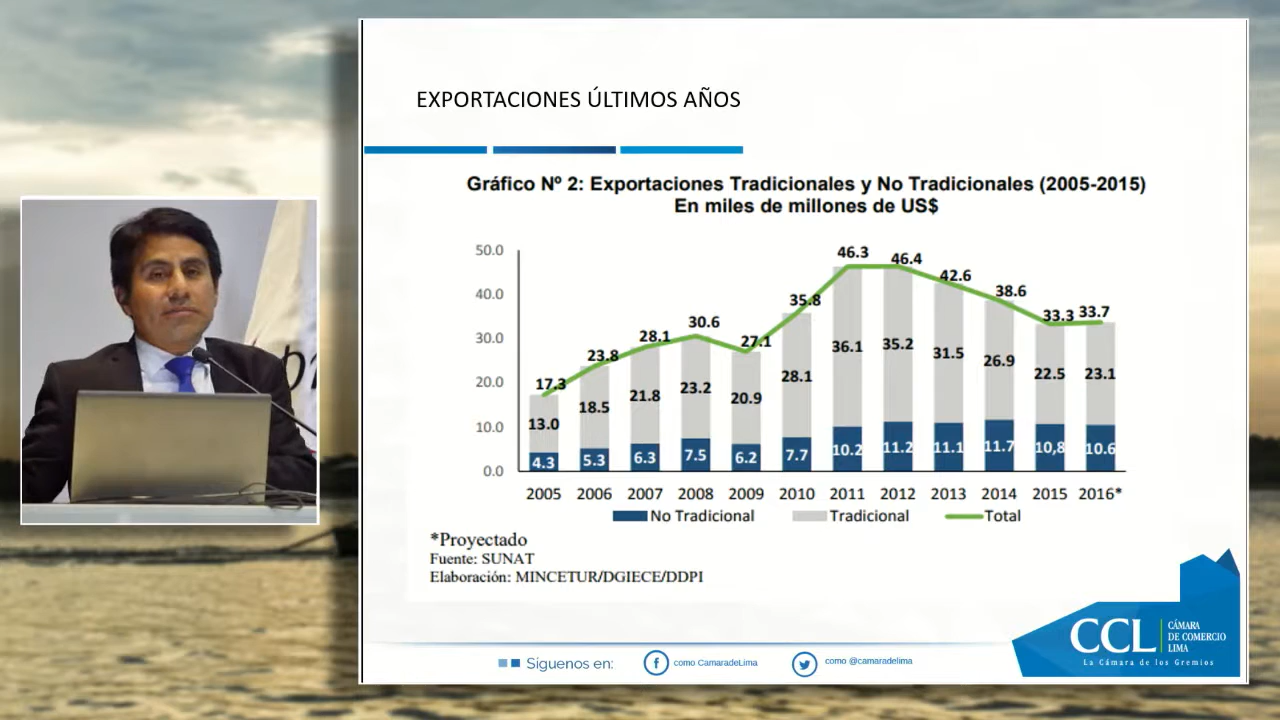 EXPORTACIONES ÚLTIMOS AÑOS
Gráfico Nº 2: Exportaciones Tradicionales y No Tradicionales (2005-2015)
En miles de millones de US$
50.0
40.0
30.0
20.0
10.0
0.0
17.3 23.8 28.1 30.6 27.1 35.8 46.3 46.4 42.6 38.6 33.3 33.7
13.0 18.5 21.8 23.2 20.9 28.1 36.1 35.2 31.5 26.9 22.5 23.1
4.3 5.3 6.3 7.5 6.2 7.7 10.2 11.2 11.1 11.7 10,8 10.6
2005 2006 2007 2008 2009 2010 2011 2012 2013 2014 2015 2016*
No Tradicional Tradicional Total
*Proyectado
Fuente: SUNAT
Elaboración: MINCETUR/DGIECE/DDPI
Siguenos en: como CamaradeLima como @camaradelima
CCL
CÁMARA
DE COMERCIO
LIMA
La Cámara de los Gremios